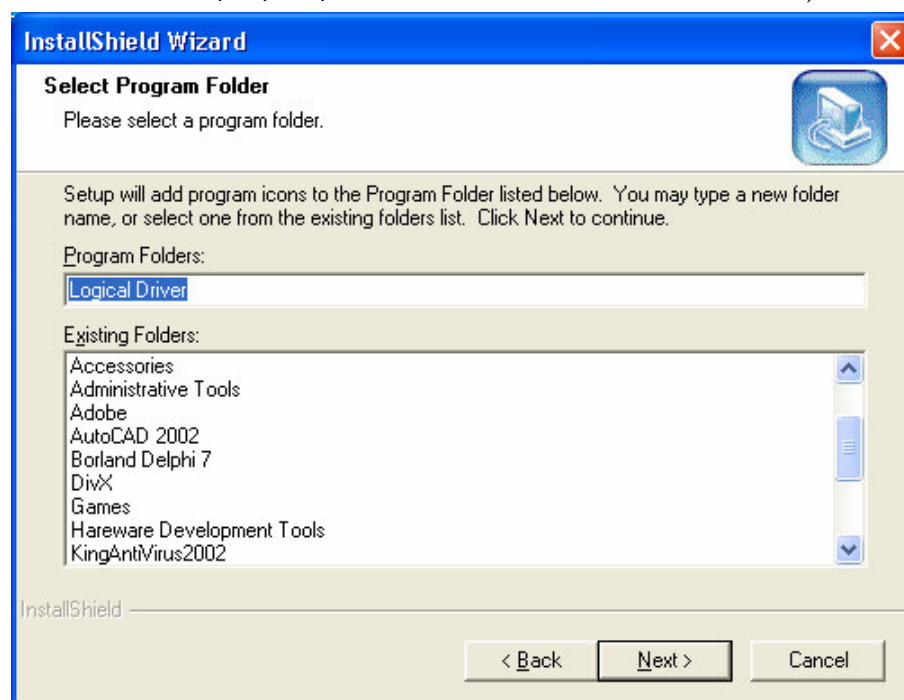 InstallShield Wizard
Select Program Folder
Please select a program folder.
Setup will add program icons to the Program Folder listed below. You may type a new folder
name, or select one from the existing folders list. Click Next to continue.
Program Folders:
Logical Driver
Existing Folders:
Accessories
Administrative Tools
Adobe
AutoCAD 2002
Borland Delphi 7
DivX
Games
Hareware Development Tools
KingAntiVirus2002
InstallShield
< Back Next > Cancel